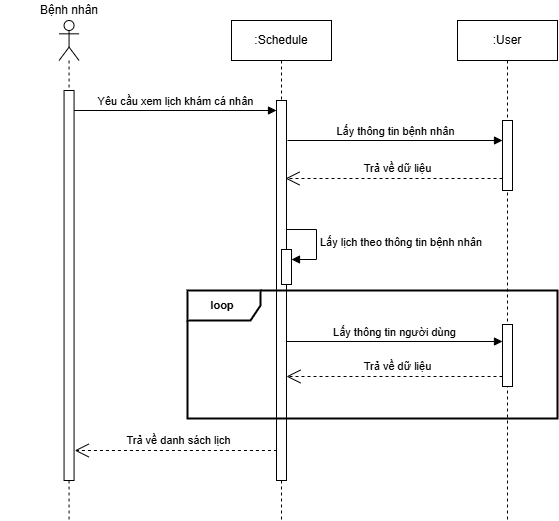 Bệnh nhân
:Schedule
:User
Yêu cầu xem lịch khám cá nhân
Lấy thông tin bệnh nhân
Trả về dữ liệu
Lấy lịch theo thông tin bệnh nhân
loop
Lấy thông tin người dùng
Trả về dữ liệu
Trả về danh sách lịch